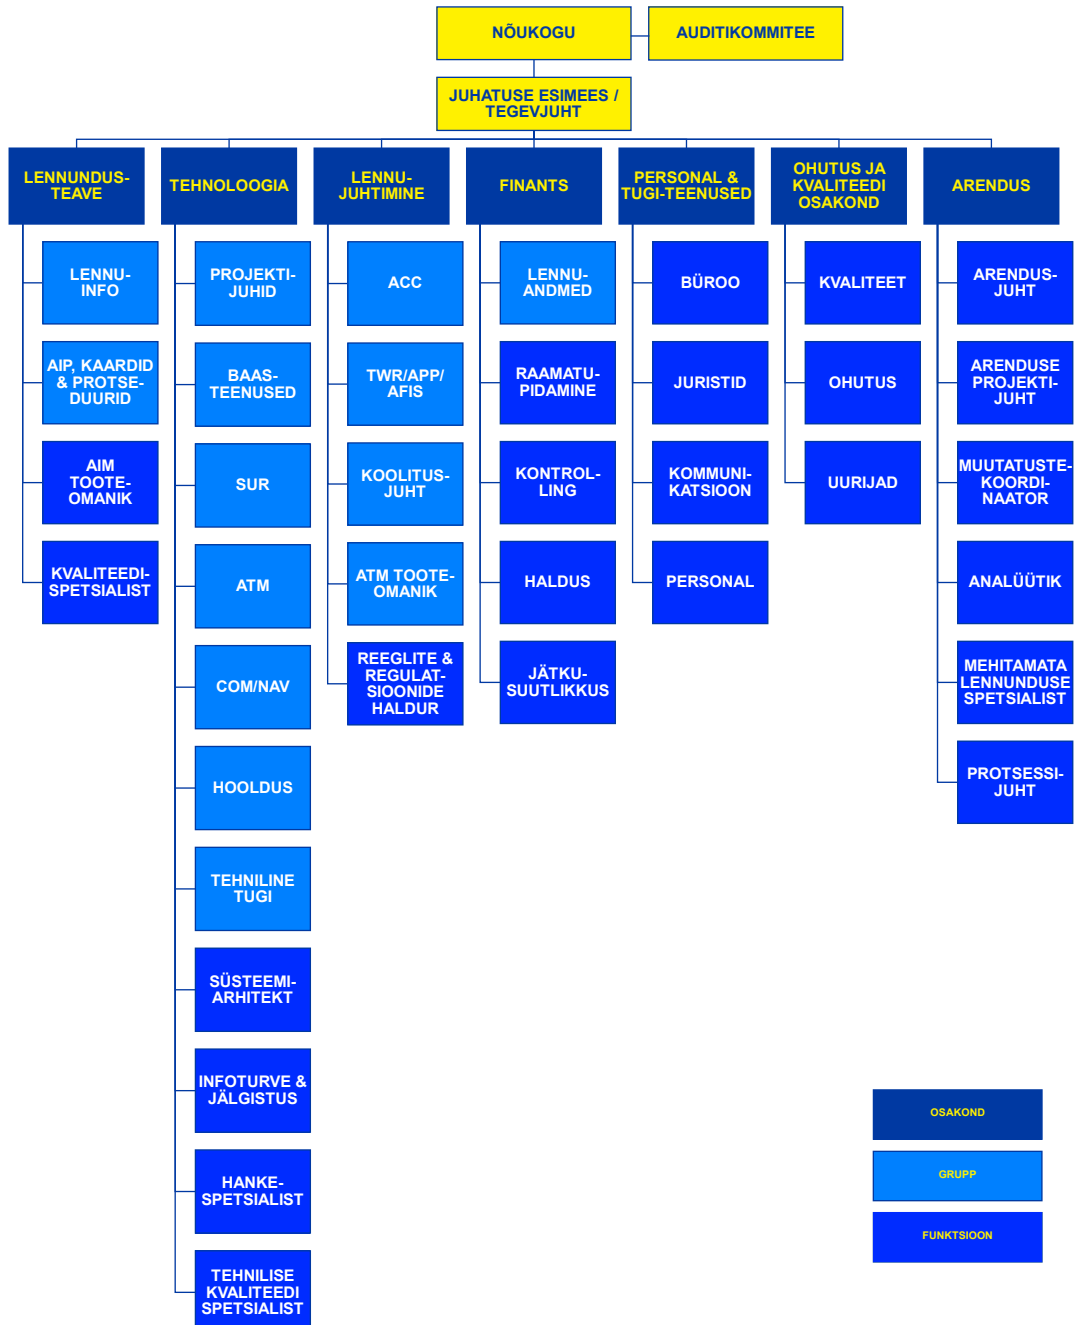 NÕUKOGU
AUDITIKOMMITEE
JUHATUSE ESIMEES /
TEGEVJUHT
LENNUNDUS-
TEAVE
LENNU-
INFO
AIP, KAARDID
& PROTSE-
DUURID
AIM
TOOTE-
OMANIK
KVALITEEDI-
SPETSIALIST
TEHNOLOOGIA
PROJEKTI-
JUHID
BAAS-
TEENUSED
SUR
ATM
COM/NAV
HOOLDUS
TEHNILINE
TUGI
SÜSTEEMI-
ARHITEKT
INFOTURVE &
JÄLGISTUS
HANKE-
SPETSIALIST
TEHNILISE
KVALITEEDI
SPETSIALIST
LENNU-
JUHTIMINE
ACC
TWR/APP/
AFIS
KOOLITUS-
JUHT
ATM TOOTE-
OMANIK
REEGLITE &
REGULAT-
SIOONIDE
HALDUR
FINANTS
LENNU-
ANDMED
RAAMATU-
PIDAMINE
KONTROL-
LING
HALDUS
JÄTKU-
SUUTLIKKUS
PERSONAL &
TUGI-TEENUSED
BÜROO
JURISTID
KOMMUNI-
KATSIOON
PERSONAL
OHUTUS JA
KVALITEEDI
OSAKOND
KVALITEET
OHUTUS
UURIJAD
ARENDUS
ARENDUS-
JUHT
ARENDUSE
PROJEKTI-
JUHT
MUUTATUSTE-
KOORDI-
NAATOR
ANALÜÜTIK
MEHITAMATA
LENNUNDUSE
SPETSIALIST
PROTSESSI-
JUHT
OSAKOND
GRUPP
FUNKTSIOON